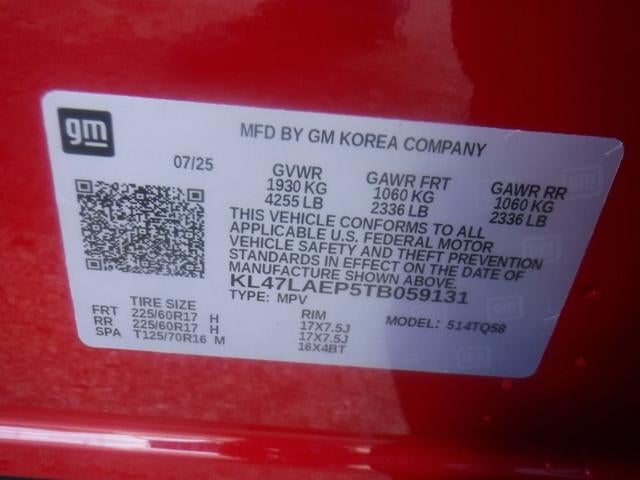 gm
MFD BY GM KOREA COMPANY
07/25
GVWR GAWR FRT GAWR RR
1930 KG 1060 KG 1060 KG
4255 LB 2336 LB 2336 LB
THIS VEHICLE CONFORMS TO ALL
APPLICABLE U.S. FEDERAL MOTOR
VEHICLE SAFETY AND THEFT PREVENTION
STANDARDS IN EFFECT ON THE DATE OF
MANUFACTURE SHOWN ABOVE.
KL47LAEP5TB059131
TYPE: MPV
TIRE SIZE RIM MODEL: 514TQ58
FRT 225/60R17 H 17X7.5J
RR 225/60R17 H 17X7.5J
SPA T125/70R16 M 16X4BT